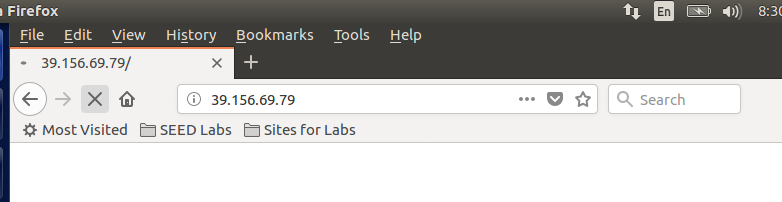 Firefox
En
8:30
File Edit View History Bookmarks Tools Help
39.156.69.79/
39.156.69.79
Search
Most Visited SEED Labs Sites for Labs